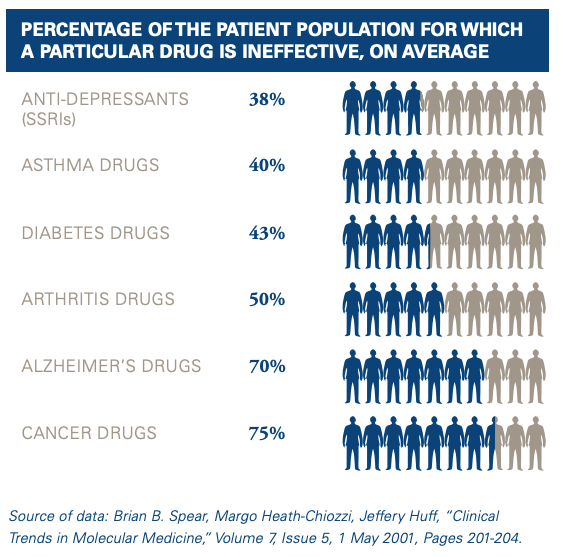 PERCENTAGE OF THE PATIENT POPULATION FOR WHICH
A PARTICULAR DRUG IS INEFFECTIVE, ON AVERAGE
ANTI-DEPRESSANTS 38%
(SSRIs)
ASTHMA DRUGS 40%
DIABETES DRUGS 43%
ARTHRITIS DRUGS 50%
ALZHEIMER’S DRUGS 70%
CANCER DRUGS 75%
Source of data: Brian B. Spear, Margo Heath-Chiozzi, Jeffery Huff, “Clinical
Trends in Molecular Medicine,” Volume 7, Issue 5, 1 May 2001, Pages 201-204.